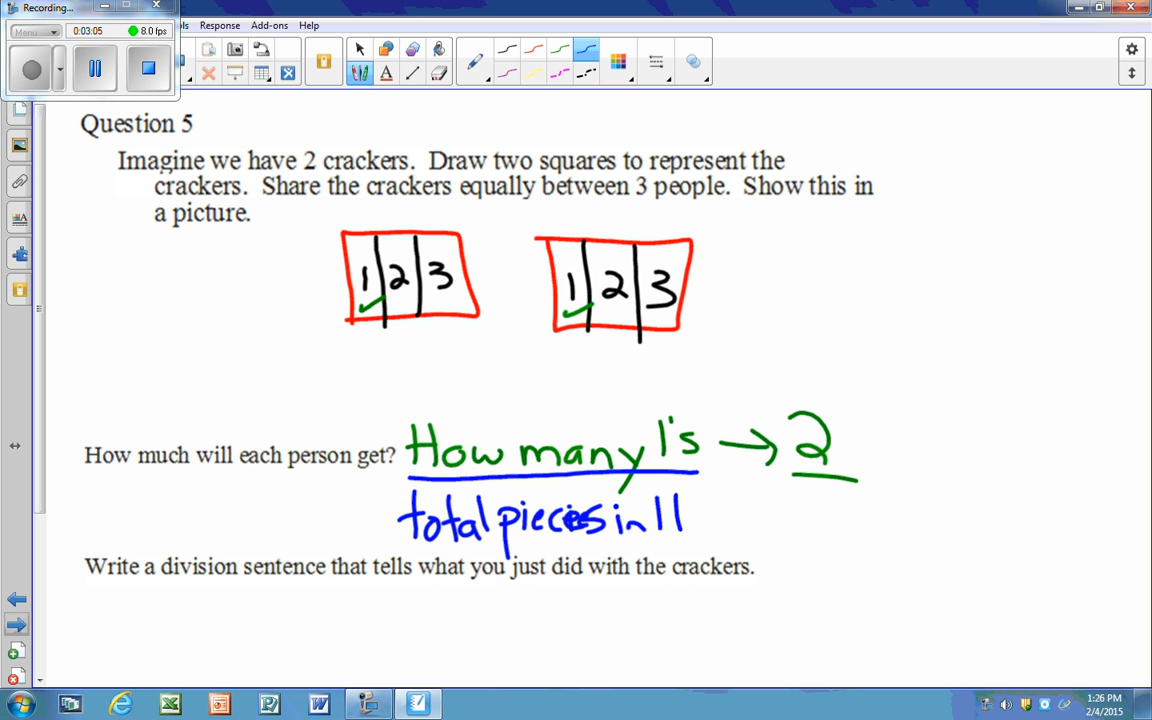 Recording...
Menu
0:03:05
8.0 fps
Response Add-ons Help
Question 5
Imagine we have 2 crackers. Draw two squares to represent the
crackers. Share the crackers equally between 3 people. Show this in
a picture.
1 2 3 1 2 3
How much will each person get? How many 1's → 2
total pieces in 11
Write a division sentence that tells what you just did with the crackers.
1:26 PM
2/4/2015